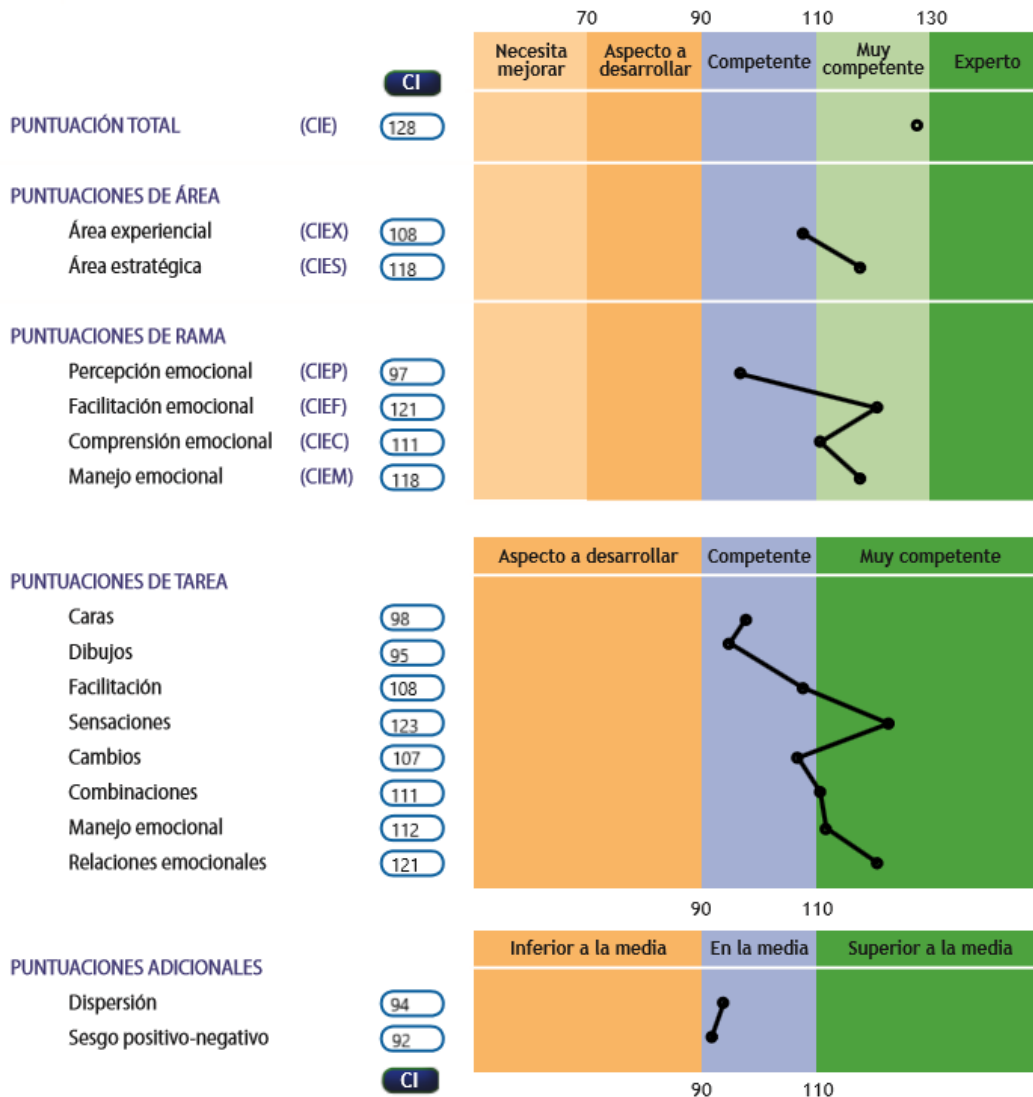 70 90 110 130
Necesita mejorar
Aspecto a desarrollar
Competente
Muy competente
Experto
CI
PUNTUACIÓN TOTAL (CIE) 128
PUNTUACIONES DE ÁREA
Área experiencial (CIEX) 108
Área estratégica (CIES) 118
PUNTUACIONES DE RAMA
Percepción emocional (CIEP) 97
Facilitación emocional (CIEF) 121
Comprensión emocional (CIEC) 111
Manejo emocional (CIEM) 118
Aspecto a desarrollar Competente Muy competente
PUNTUACIONES DE TAREA
Caras 98
Dibujos 95
Facilitación 108
Sensaciones 123
Cambios 107
Combinaciones 111
Manejo emocional 112
Relaciones emocionales 121
90 110
Inferior a la media En la media Superior a la media
PUNTUACIONES ADICIONALES
Dispersión 94
Sesgo positivo-negativo 92
CI
90 110